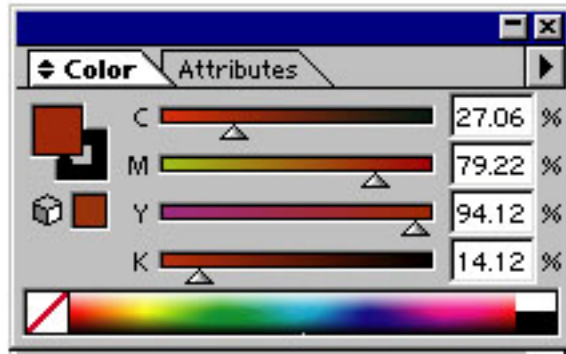 Color Attributes
C 27.06 %
M 79.22 %
Y 94.12 %
K 14.12 %